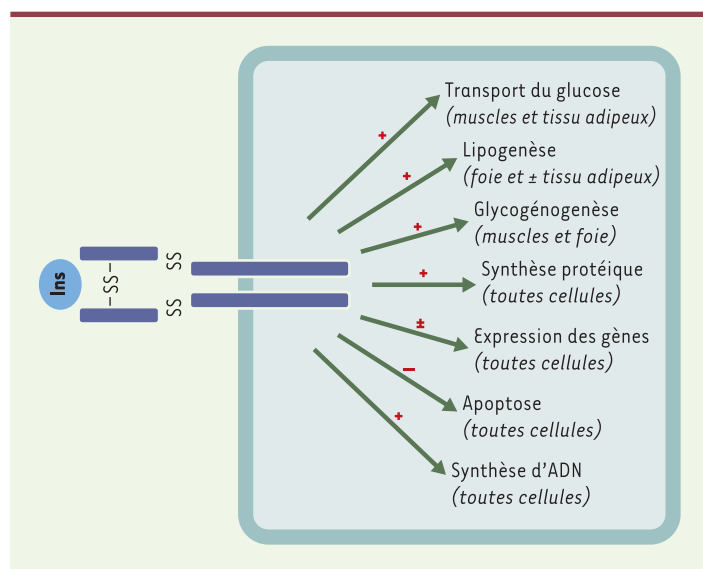 Transport du glucose
(muscles et tissu adipeux)
+
Lipogenèse
(foie et ± tissu adipeux)
+
Glycogénogenèse
(muscles et foie)
+
Synthèse protéique
(toutes cellules)
+
Expression des gènes
(toutes cellules)
±
Apoptose
(toutes cellules)
–
Synthèse d'ADN
(toutes cellules)
+
Ins
SS
–SS–
SS